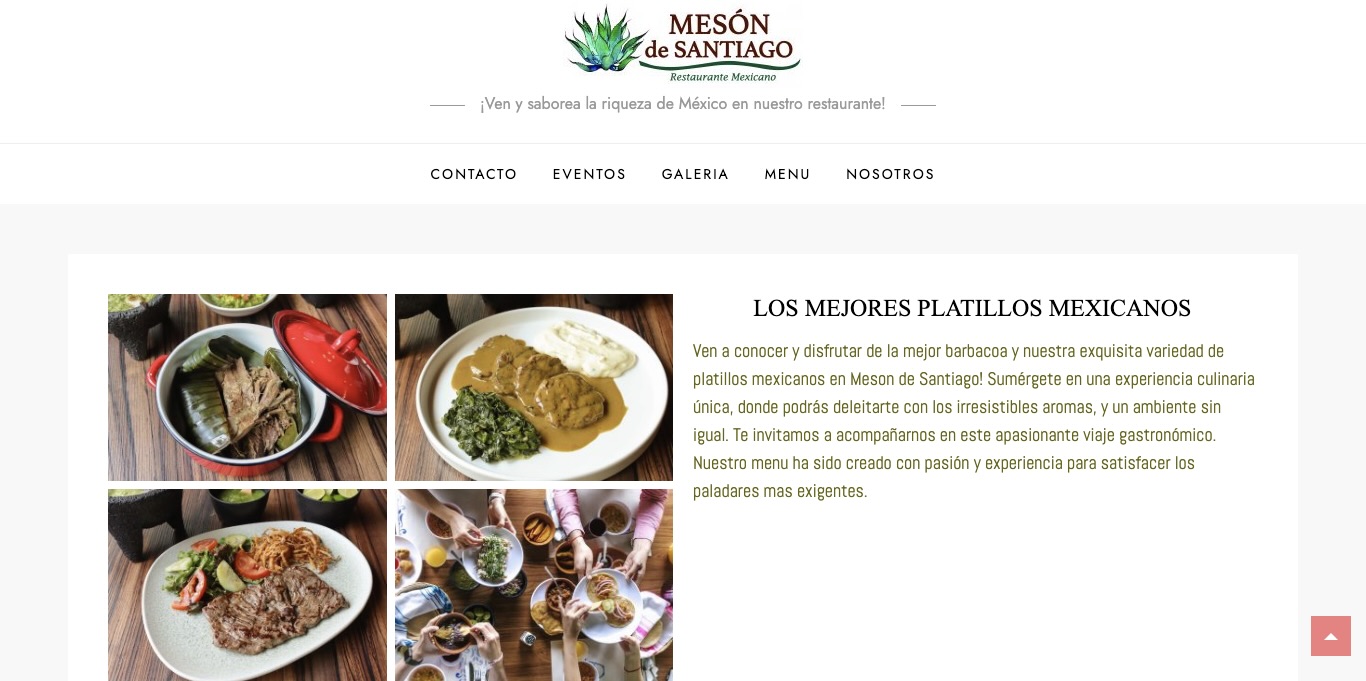 MESÓN
de SANTIAGO
Restaurante Mexicano
¡Ven y saborea la riqueza de México en nuestro restaurante!
CONTACTO EVENTOS GALERIA MENU NOSOTROS
LOS MEJORES PLATILLOS MEXICANOS
Ven a conocer y disfrutar de la mejor barbacoa y nuestra exquisita variedad de
platillos mexicanos en Meson de Santiago! Sumérgete en una experiencia culinaria
única, donde podrás deleitarte con los irresistibles aromas, y un ambiente sin
igual. Te invitamos a acompañarnos en este apasionante viaje gastronómico.
Nuestro menu ha sido creado con pasión y experiencia para satisfacer los
paladares mas exigentes.